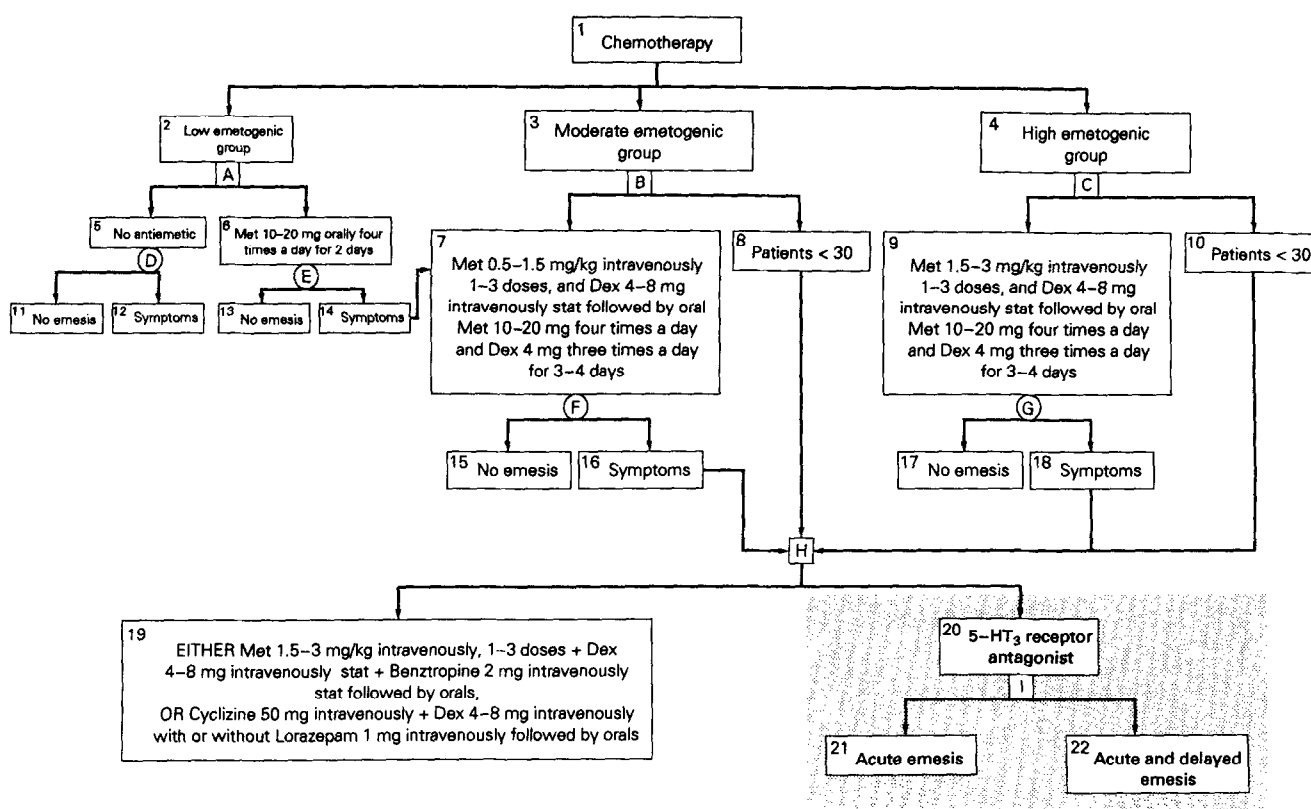 1
Chemotherapy
2
Low emetogenic
group
3
Moderate emetogenic
group
4
High emetogenic
group
A
B
C
5
No antiemetic
6
Met 10–20 mg orally four
times a day for 2 days
7
Met 0.5–1.5 mg/kg intravenously
1–3 doses, and Dex 4–8 mg
intravenously stat followed by oral
Met 10–20 mg four times a day
and Dex 4 mg three times a day
for 3–4 days
8
Patients < 30
9
Met 1.5–3 mg/kg intravenously
1–3 doses, and Dex 4–8 mg
intravenously stat followed by oral
Met 10–20 mg four times a day
and Dex 4 mg three times a day
for 3–4 days
10
Patients < 30
D
E
11
No emesis
12
Symptoms
13
No emesis
14
Symptoms
F
G
15
No emesis
16
Symptoms
17
No emesis
18
Symptoms
H
19
EITHER Met 1.5–3 mg/kg intravenously, 1–3 doses + Dex
4–8 mg intravenously stat + Benztropine 2 mg intravenously
stat followed by orals,
OR Cyclizine 50 mg intravenously + Dex 4–8 mg intravenously
with or without Lorazepam 1 mg intravenously followed by orals
20
5–HT₃ receptor
antagonist
I
21
Acute emesis
22
Acute and delayed
emesis